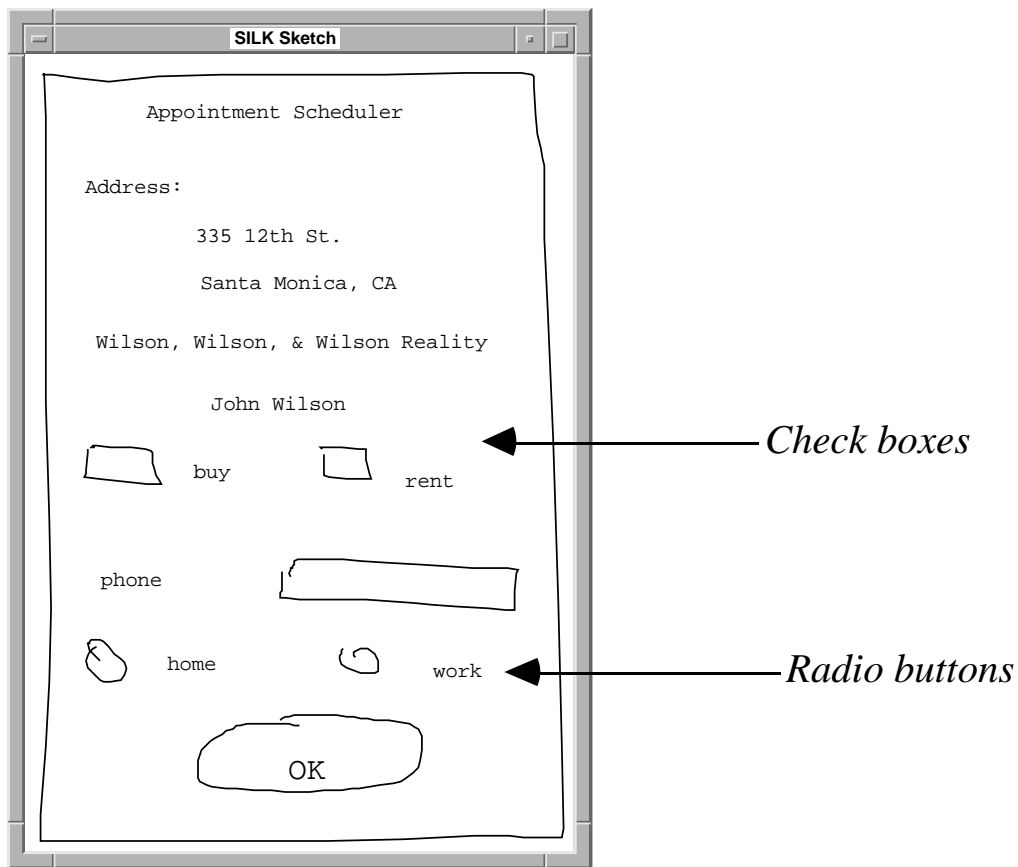 SILK Sketch
Appointment Scheduler
Address:
335 12th St.
Santa Monica, CA
Wilson, Wilson, & Wilson Reality
John Wilson
Check boxes
buy rent
phone
home work
Radio buttons
OK